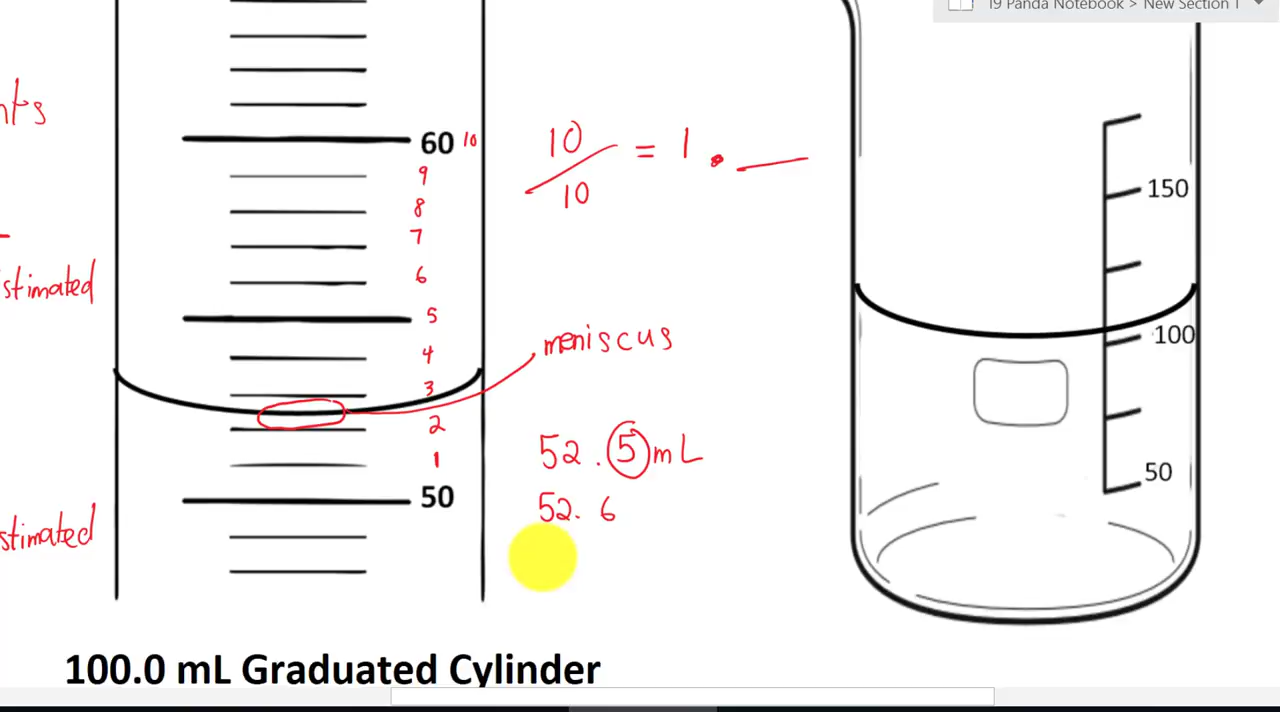 19 Panda Notebook > New Section 1
nts
stimated
stimated
60 10
9
8
7
6
5
4
3
2
1
50
10
10
= 1 .
meniscus
52.5 mL
52.6
150
100
50
100.0 mL Graduated Cylinder